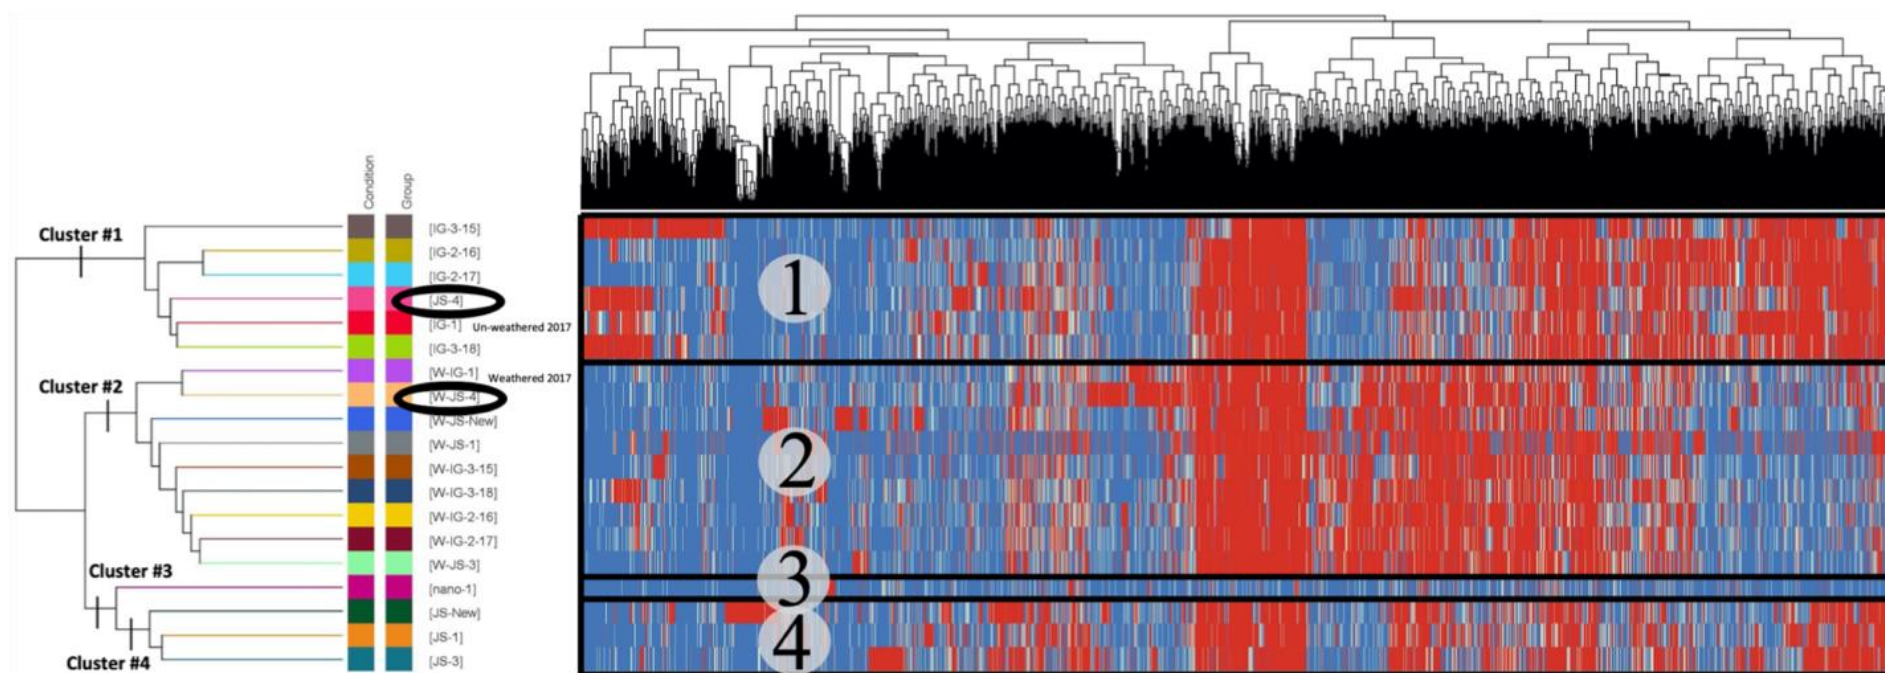 Condition
Group
Cluster #1
[IG-3-15]
[IG-2-16]
[IG-2-17]
[JS-4]
[IG-1] Un-weathered 2017
[IG-3-18]
Cluster #2
[W-IG-1] Weathered 2017
[W-JS-4]
[W-JS-New]
[W-JS-1]
[W-IG-3-15]
[W-IG-3-18]
[W-IG-2-16]
[W-IG-2-17]
[W-JS-3]
Cluster #3
[nano-1]
[JS-New]
[JS-1]
Cluster #4
[JS-3]
1
2
3
4